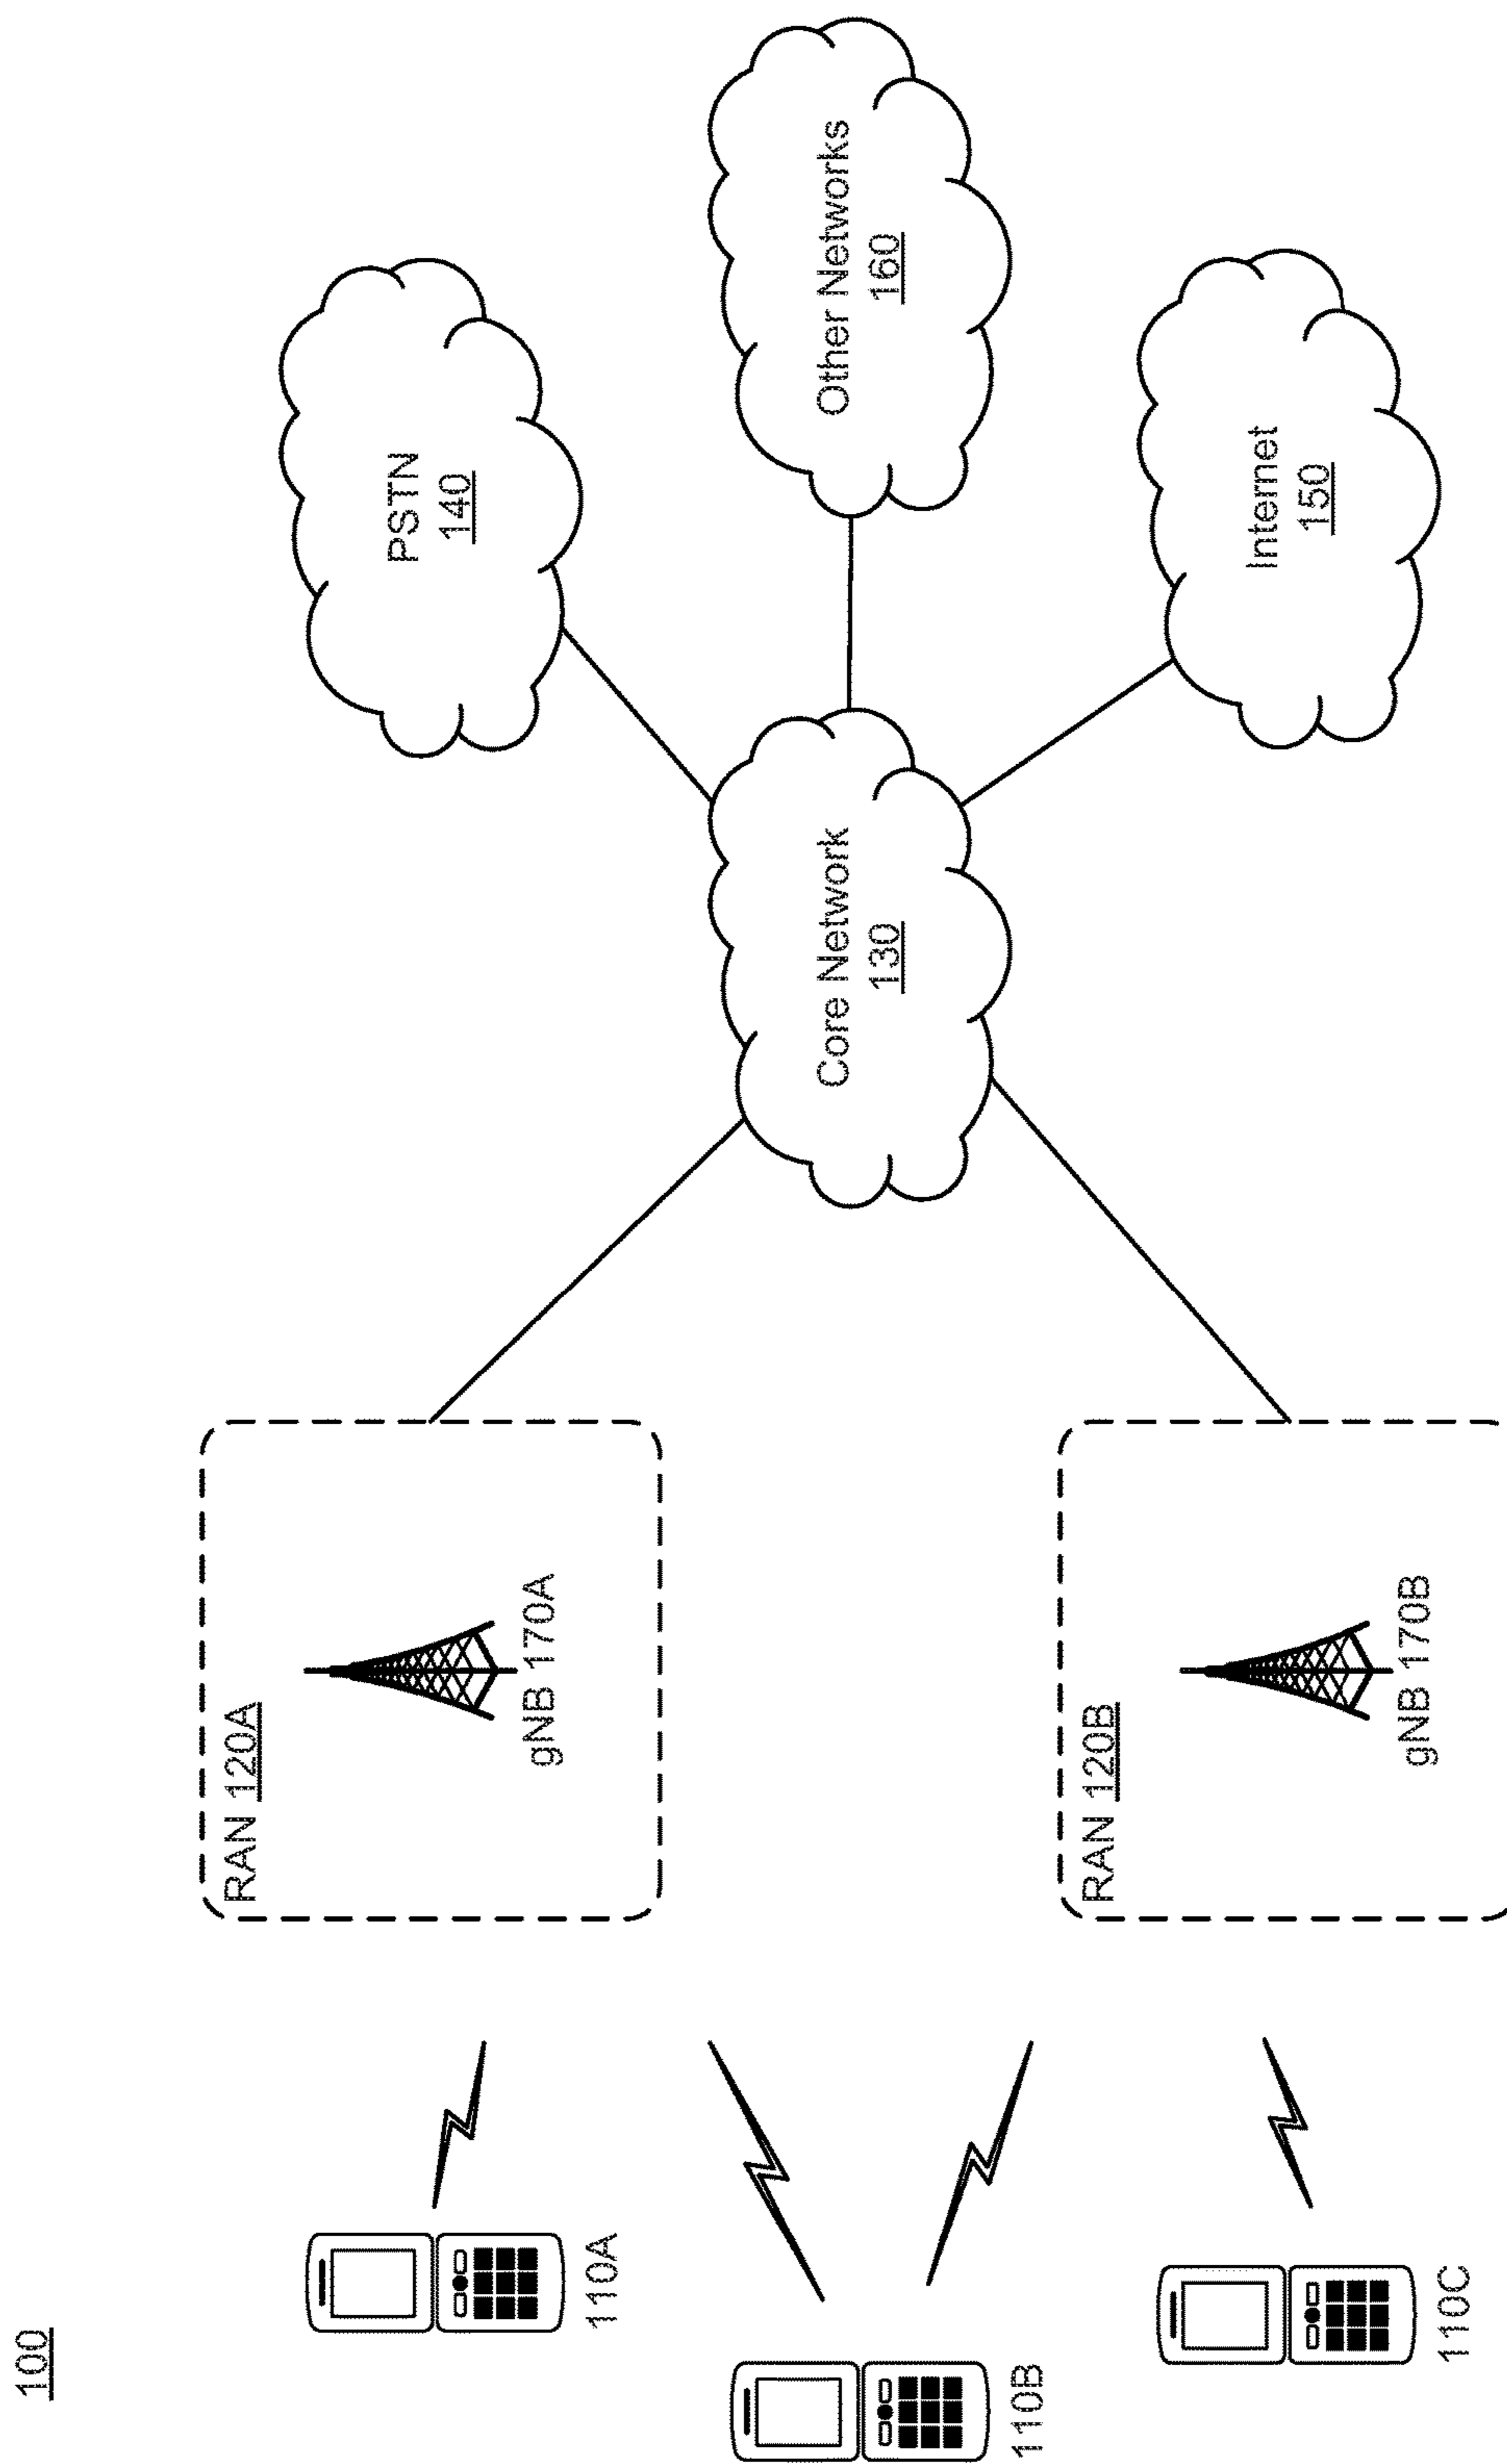 100
110A
110B
110C
RAN 120A
gNB 170A
RAN 120B
gNB 170B
Core Network
130
PSTN
140
Other Networks
160
Internet
150